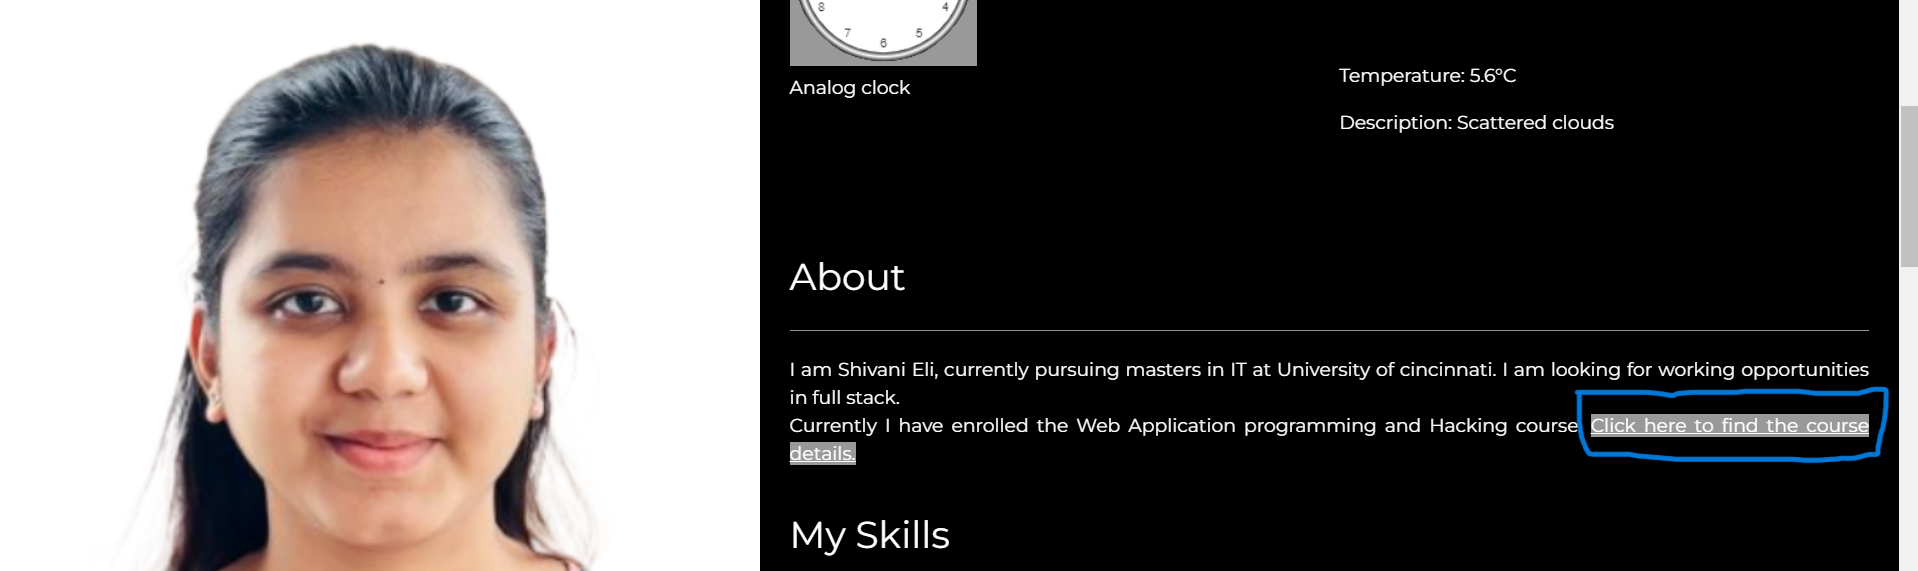 8
4
7
5
6
Analog clock
Temperature: 5.6°C
Description: Scattered clouds
About
I am Shivani Eli, currently pursuing masters in IT at University of cincinnati. I am looking for working opportunities
in full stack.
Currently I have enrolled the Web Application programming and Hacking course Click here to find the course
details.
My Skills